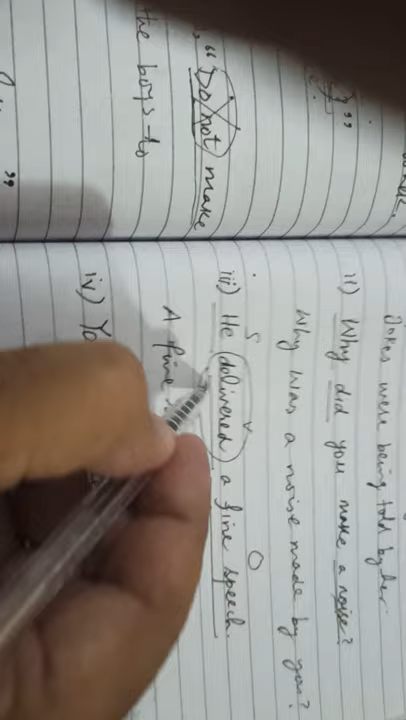 "Do not make
the boys to
Jokes were being told by her.
ii) Why did you make a noise?
Why was a noise made by you?
S V O
iii) He delivered a fine speech.
A fine
iv) Yo